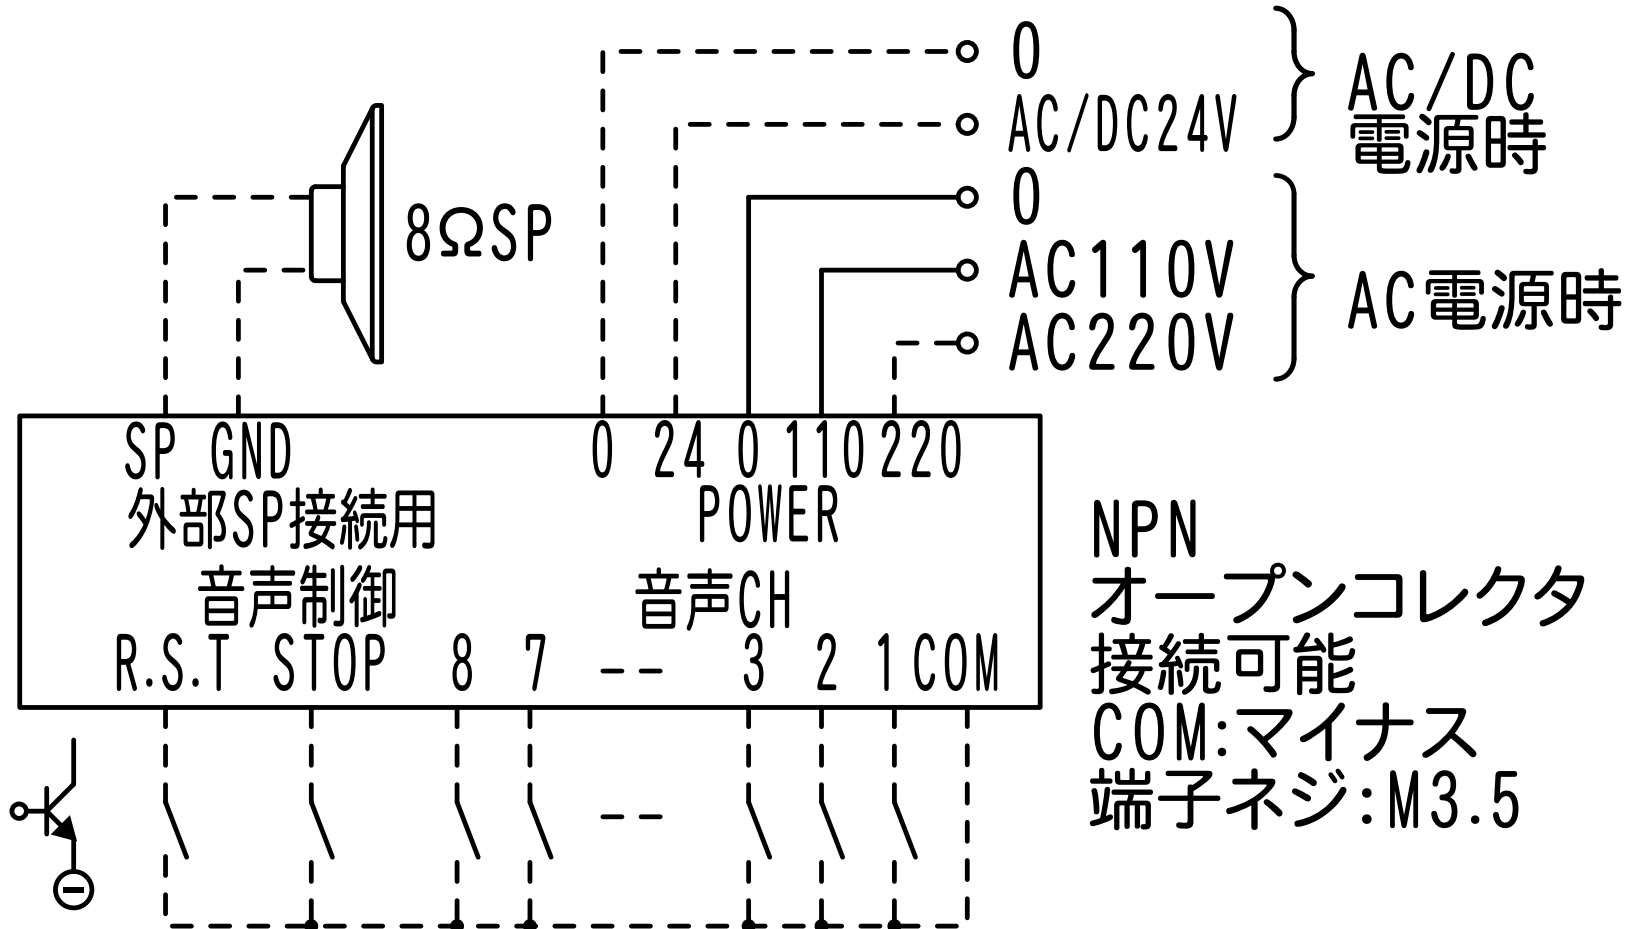 0
AC/DC24V
AC/DC
電源時
0
AC110V
AC220V
AC電源時
8ΩSP
SP GND 0 24 0 110 220
外部SP接続用 POWER
音声制御 音声CH
R.S.T STOP 8 7 -- 3 2 1 COM
--
NPN
オープンコレクタ
接続可能
COM:マイナス
端子ネジ:M3.5